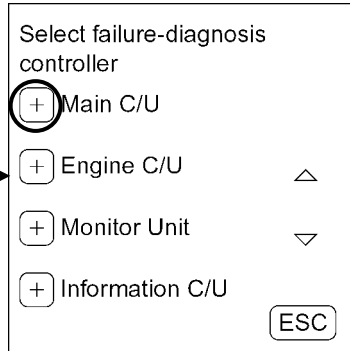 Select failure-diagnosis
controller
+ Main C/U
+ Engine C/U
+ Monitor Unit
+ Information C/U
ESC